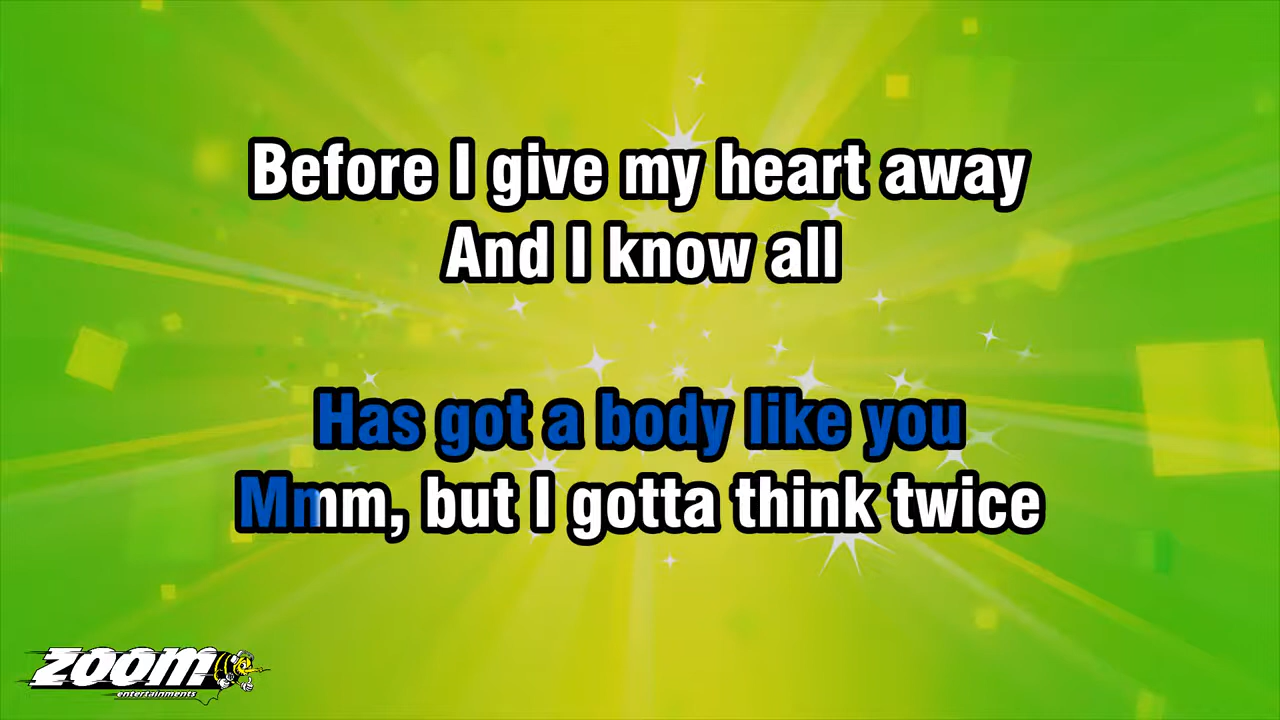 Before I give my heart away
And I know all
Has got a body like you
Mmm, but I gotta think twice
ZOOM
entertainments